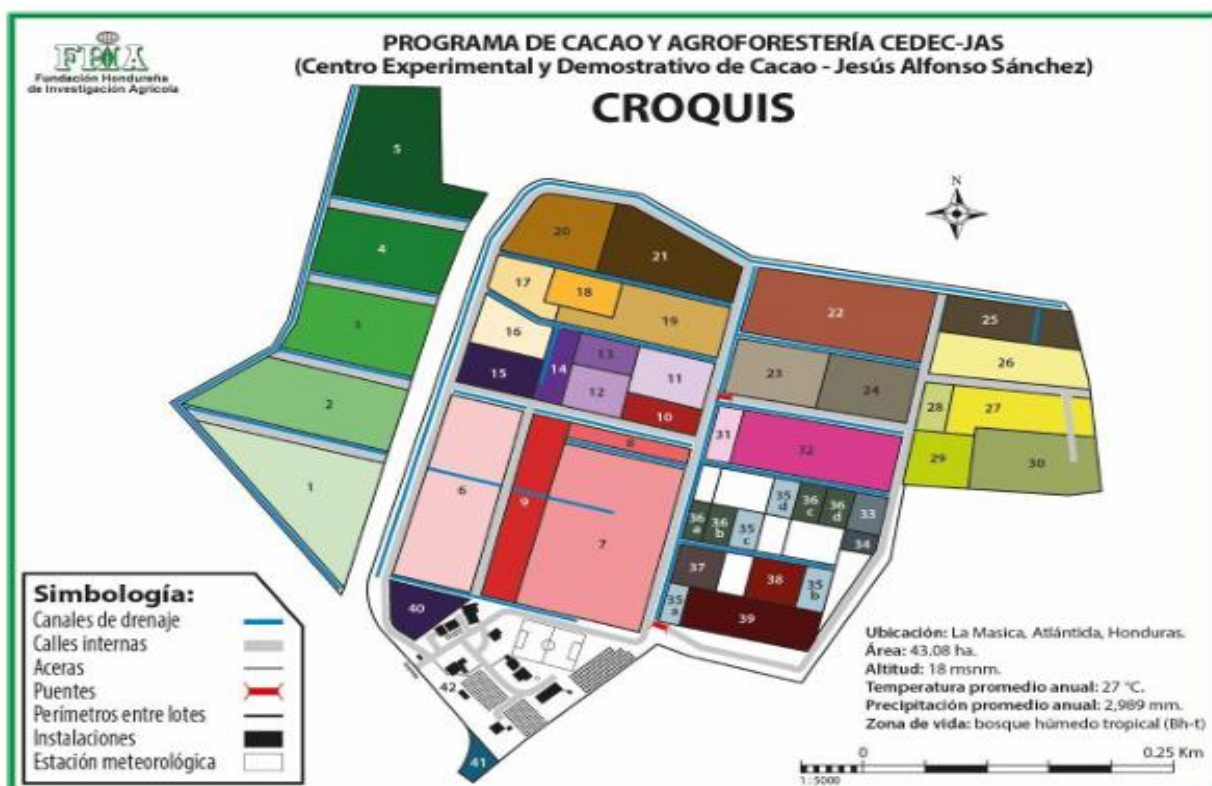 FHIA
Fundación Hondureña
de Investigación Agrícola
PROGRAMA DE CACAO Y AGROFORESTERÍA CEDEC-JAS
(Centro Experimental y Demostrativo de Cacao - Jesús Alfonso Sánchez)
CROQUIS
N
5
4
3
2
1
20
21
17
18
19
16
15
14
13
12
11
10
22
23
24
25
26
28
27
29
30
31
32
6
9
8
7
35
d
36
c
36
d
33
36
a
36
b
35
c
34
37
38
35
b
35
a
39
40
42
41
Simbología:
Canales de drenaje
Calles internas
Aceras
Puentes
Perímetros entre lotes
Instalaciones
Estación meteorológica
Ubicación: La Masica, Atlántida, Honduras.
Área: 43.08 ha.
Altitud: 18 msnm.
Temperatura promedio anual: 27 °C.
Precipitación promedio anual: 2,989 mm.
Zona de vida: bosque húmedo tropical (Bh-t)
0 0.25 Km
1:5000